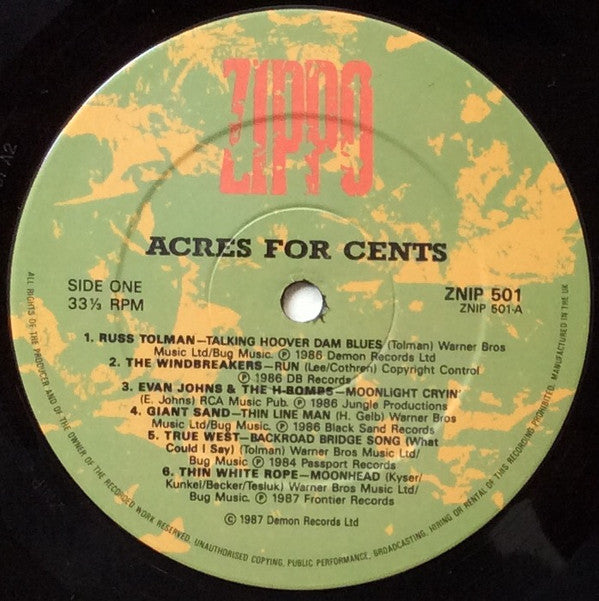 ZIPPO
ACRES FOR CENTS
SIDE ONE
33⅓ RPM
ZNIP 501
ZNIP 501-A
1. RUSS TOLMAN—TALKING HOOVER DAM BLUES (Tolman) Warner Bros
Music Ltd/Bug Music. Ⓟ 1986 Demon Records Ltd
2. THE WINDBREAKERS—RUN (Lee/Cothren) Copyright Control
Ⓟ 1986 DB Records
3. EVAN JOHNS & THE H-BOMPS—MOONLIGHT CRYIN'
(E. Johns) RCA Music Pub. Ⓟ 1986 Jungle Productions
4. GIANT SAND—THIN LINE MAN (H. Gelb) Warner Bros
Music Ltd/Bug Music. Ⓟ 1986 Black Sand Records
5. TRUE WEST—BACKROAD BRIDGE SONG (What
Could I Say) (Tolman) Warner Bros Music Ltd/
Bug Music Ⓟ 1984 Passport Records
6. THIN WHITE ROPE—MOONHEAD (Kyser/
Kunkel/Becker/Tesluk) Warner Bros Music Ltd/
Bug Music. Ⓟ 1987 Frontier Records
Ⓒ 1987 Demon Records Ltd
ALL RIGHTS OF THE PRODUCER AND OF THE OWNER OF THE RECORDED WORK RESERVED. UNAUTHORISED COPYING, PUBLIC PERFORMANCE, BROADCASTING, HIRING OR RENTAL OF THIS RECORDING PROHIBITED. MANUFACTURED IN THE UK